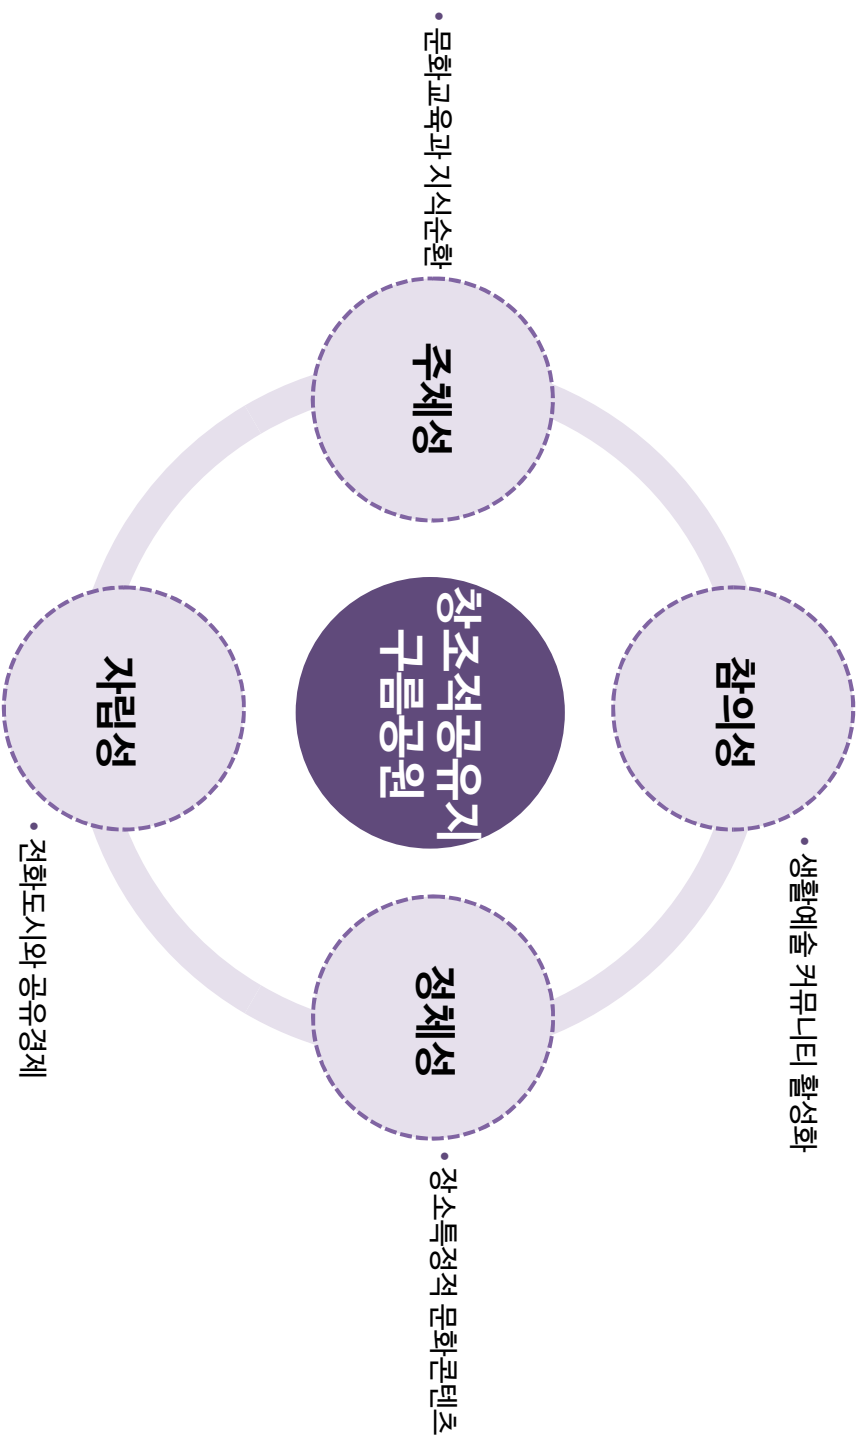 참의성
• 생활예술 커뮤니티 활성화
• 문화교육과 지식순환
주체성
창조적공유지
구름공원
정체성
• 장소특정적 문화콘텐츠
자립성
• 전화도시와 공유경제